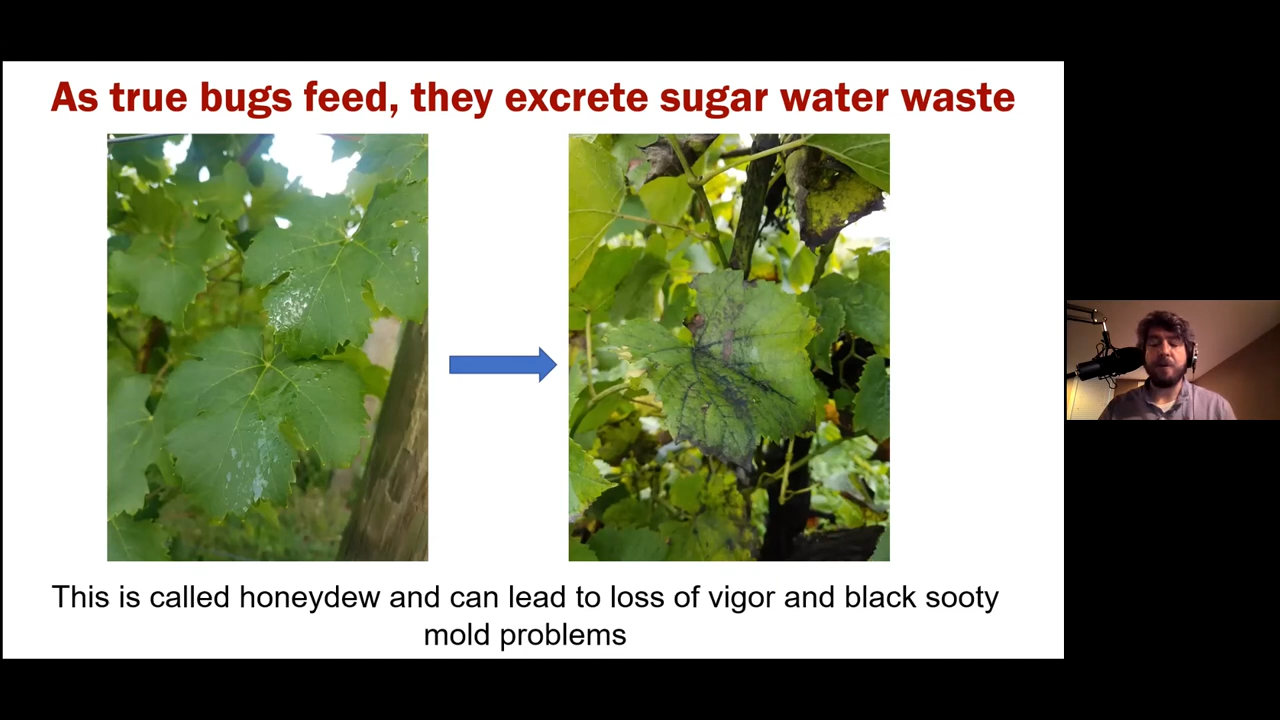 As true bugs feed, they excrete sugar water waste
This is called honeydew and can lead to loss of vigor and black sooty
mold problems